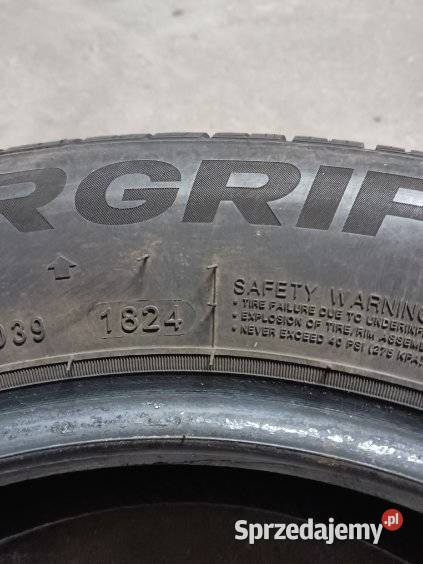 RGRIP
039
1824
SAFETY WARNING
• TIRE FAILURE DUE TO UNDERINF
• EXPLOSION OF TIRE/RIM ASSEM
• NEVER EXCEED 40 PSI (275 KPA)
Sprzedajemy.pl